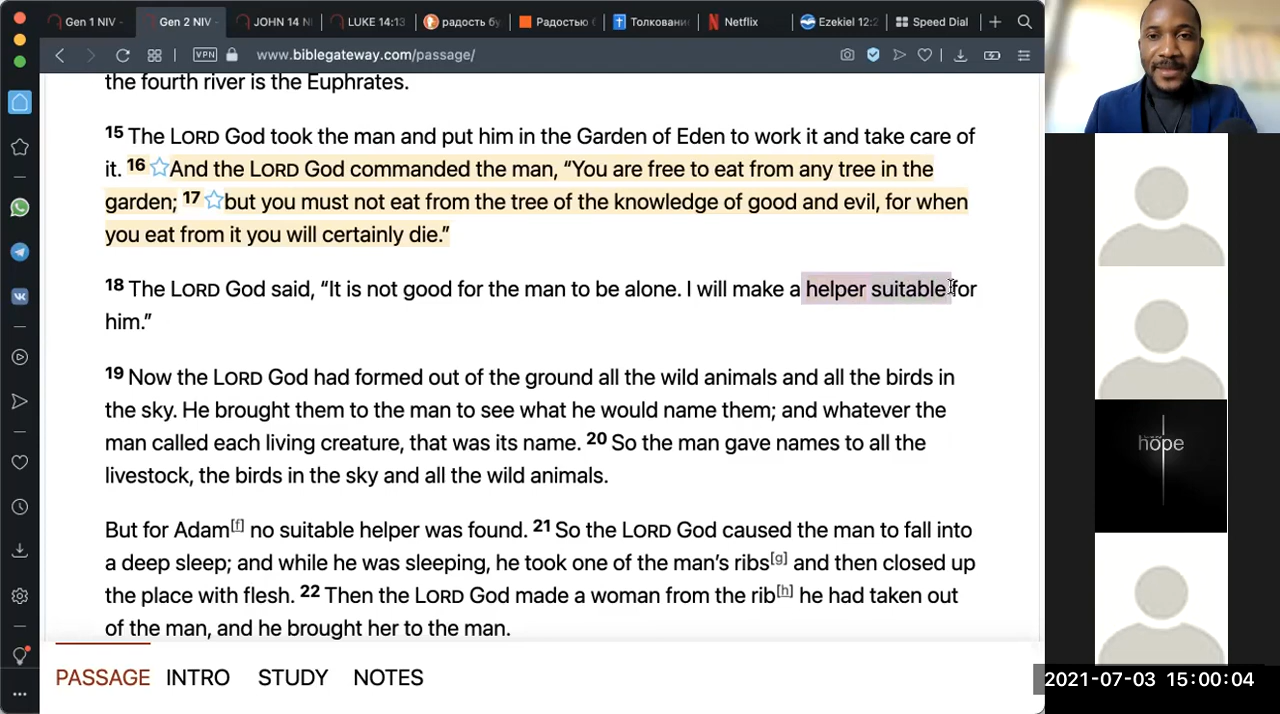 Gen 1 NIV -
Gen 2 NIV -
JOHN 14 N
LUKE 14:13
радость бу
Радостью
Толковани
Netflix
Ezekiel 12:2
Speed Dial
VPN
www.biblegateway.com/passage/
the fourth river is the Euphrates.
15 The LORD God took the man and put him in the Garden of Eden to work it and take care of
it. 16 And the LORD God commanded the man, “You are free to eat from any tree in the
garden; 17 but you must not eat from the tree of the knowledge of good and evil, for when
you eat from it you will certainly die.”
18 The LORD God said, “It is not good for the man to be alone. I will make a helper suitable for
him.”
19 Now the LORD God had formed out of the ground all the wild animals and all the birds in
the sky. He brought them to the man to see what he would name them; and whatever the
man called each living creature, that was its name. 20 So the man gave names to all the
livestock, the birds in the sky and all the wild animals.
But for Adam[f] no suitable helper was found. 21 So the LORD God caused the man to fall into
a deep sleep; and while he was sleeping, he took one of the man’s ribs[g] and then closed up
the place with flesh. 22 Then the LORD God made a woman from the rib[h] he had taken out
of the man, and he brought her to the man.
PASSAGE INTRO STUDY NOTES
hope
2021-07-03 15:00:04